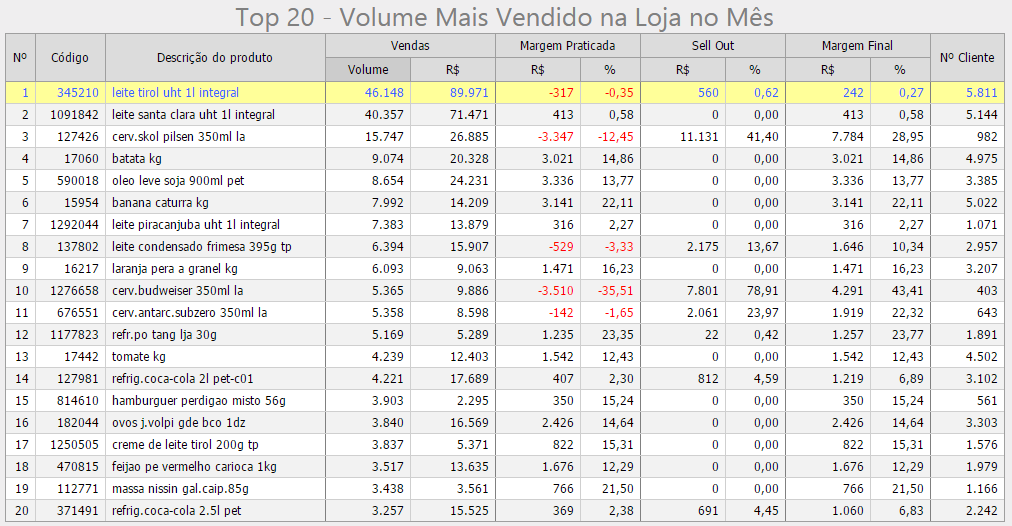 Top 20 - Volume Mais Vendido na Loja no Mês
Nº Código Descrição do produto Vendas Margem Praticada Sell Out Margem Final Nº Cliente
Volume R$ R$ % R$ % R$ %
1 345210 leite tirol uht 1l integral 46.148 89.971 -317 -0,35 560 0,62 242 0,27 5.811
2 1091842 leite santa clara uht 1l integral 40.357 71.471 413 0,58 0 0,00 413 0,58 5.144
3 127426 cerv.skol pilsen 350ml la 15.747 26.885 -3.347 -12,45 11.131 41,40 7.784 28,95 982
4 17060 batata kg 9.074 20.328 3.021 14,86 0 0,00 3.021 14,86 4.975
5 590018 oleo leve soja 900ml pet 8.654 24.231 3.336 13,77 0 0,00 3.336 13,77 3.385
6 15954 banana caturra kg 7.992 14.209 3.141 22,11 0 0,00 3.141 22,11 5.022
7 1292044 leite piracanjuba uht 1l integral 7.383 13.879 316 2,27 0 0,00 316 2,27 1.071
8 137802 leite condensado frimesa 395g tp 6.394 15.907 -529 -3,33 2.175 13,67 1.646 10,34 2.957
9 16217 laranja pera a granel kg 6.093 9.063 1.471 16,23 0 0,00 1.471 16,23 3.207
10 1276658 cerv.budweiser 350ml la 5.365 9.886 -3.510 -35,51 7.801 78,91 4.291 43,41 403
11 676551 cerv.antarc.subzero 350ml la 5.358 8.598 -142 -1,65 2.061 23,97 1.919 22,32 643
12 1177823 refr.po tang lja 30g 5.169 5.289 1.235 23,35 22 0,42 1.257 23,77 1.891
13 17442 tomate kg 4.239 12.403 1.542 12,43 0 0,00 1.542 12,43 4.502
14 127981 refrig.coca-cola 2l pet-c01 4.221 17.689 407 2,30 812 4,59 1.219 6,89 3.102
15 814610 hamburguer perdigao misto 56g 3.903 2.295 350 15,24 0 0,00 350 15,24 561
16 182044 ovos j.volpi gde bco 1dz 3.840 16.569 2.426 14,64 0 0,00 2.426 14,64 3.303
17 1250505 creme de leite tirol 200g tp 3.837 5.371 822 15,31 0 0,00 822 15,31 1.576
18 470815 feijao pe vermelho carioca 1kg 3.517 13.635 1.676 12,29 0 0,00 1.676 12,29 1.979
19 112771 massa nissin gal.caip.85g 3.438 3.561 766 21,50 0 0,00 766 21,50 1.166
20 371491 refrig.coca-cola 2.5l pet 3.257 15.525 369 2,38 691 4,45 1.060 6,83 2.242